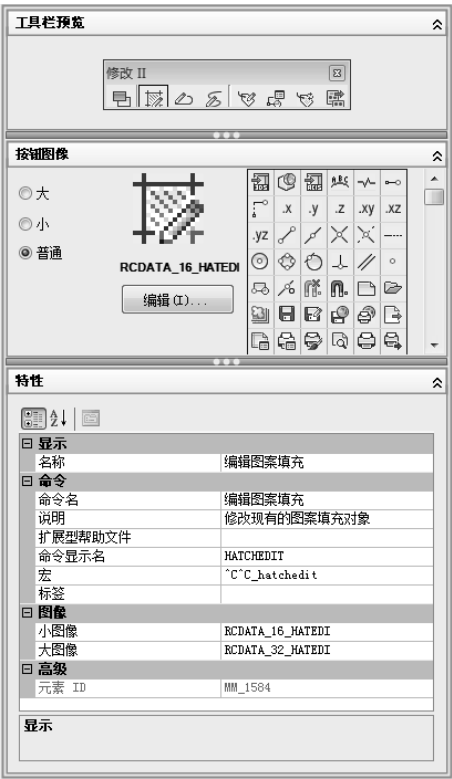 工具栏预览
修改 II
按钮图像
大
小
普通
RCDATA_16_HATEDI
编辑(I)...
ABC
.X .Y .Z .XY .XZ
.YZ
特性
显示
名称 编辑图案填充
命令
命令名 编辑图案填充
说明 修改现有的图案填充对象
扩展型帮助文件
命令显示名 HATCHEDIT
宏 ^C^C_hatchedit
标签
图像
小图像 RCDATA_16_HATEDI
大图像 RCDATA_32_HATEDI
高级
元素 ID MM_1584
显示